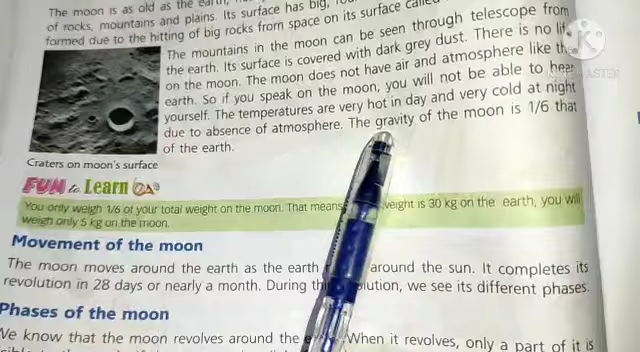 The moon is as old as the earth,
of rocks, mountains and plains. Its surface has big,
formed due to the hitting of big rocks from space on its surface called
The mountains in the moon can be seen through telescope from
the earth. Its surface is covered with dark grey dust. There is no
on the moon. The moon does not have air and atmosphere like
earth. So if you speak on the moon, you will not be able to hear
yourself. The temperatures are very hot in day and very cold at night
due to absence of atmosphere. The gravity of the moon is 1/6 that
of the earth.
Craters on moon's surface
FUN to Learn
You only weigh 1/6 of your total weight on the moon. That means weight is 30 kg on the earth, you will
weigh only 5 kg on the moon.
Movement of the moon
The moon moves around the earth as the earth around the sun. It completes its
revolution in 28 days or nearly a month. During we see its different phases.
Phases of the moon
We know that the moon revolves around the When it revolves, only a part of it is